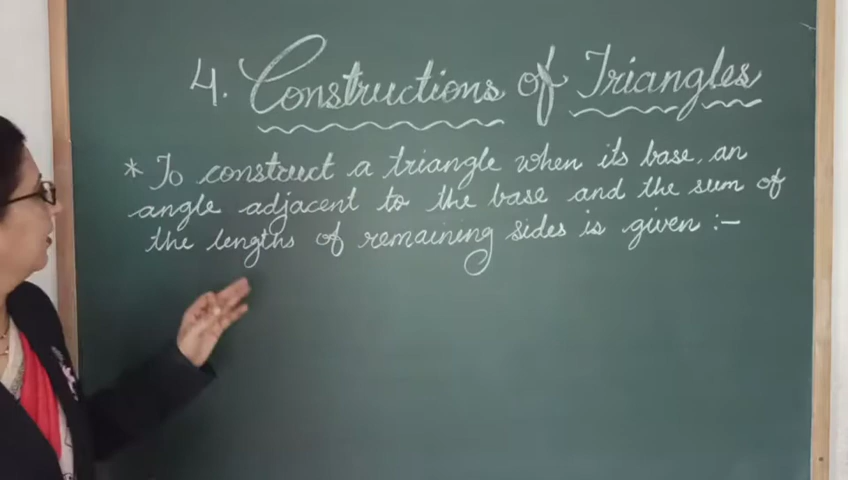 4. Constructions of Triangles
* To construct a triangle when its base, an
angle adjacent to the base and the sum of
the lengths of remaining sides is given :-